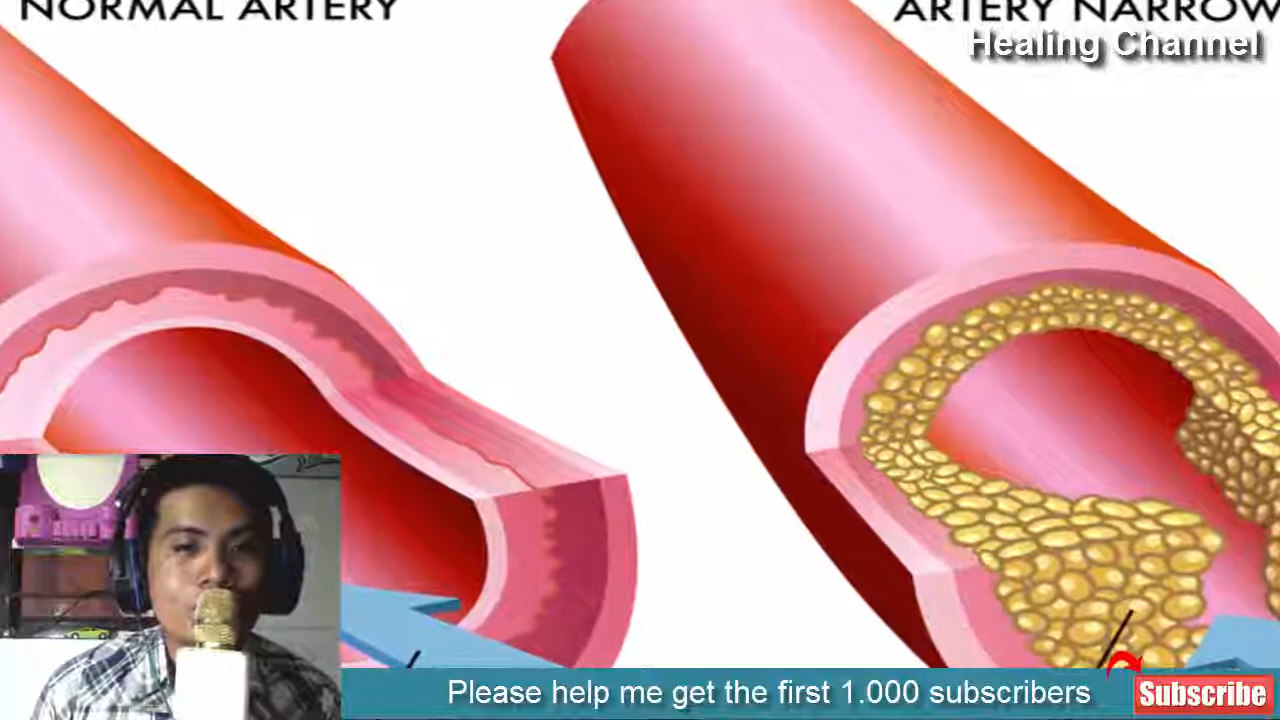 NORMAL ARTERY
ARTERY NARROW
Healing Channel
Please help me get the first 1.000 subscribers
Subscribe